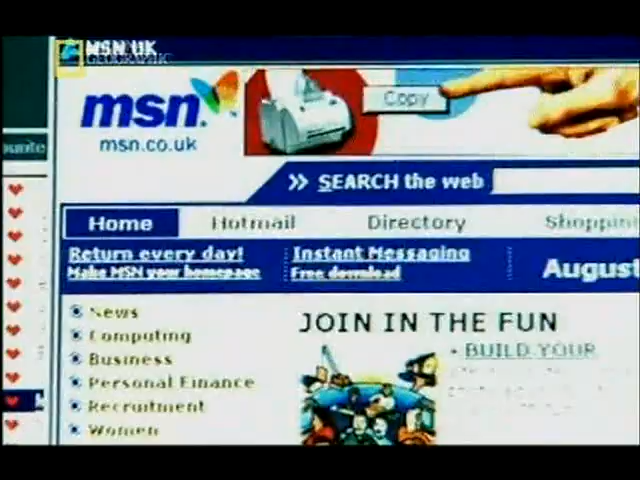 MSN UK
GEOGRAPHIC
msn
msn.co.uk
Copy
SEARCH the web
Home Hotmail Directory Shopping
Return every day! Instant Messaging
Make MSN your homepage Free download
August
News
Computing
Business
Personal Finance
Recruitment
Women
JOIN IN THE FUN
BUILD YOUR